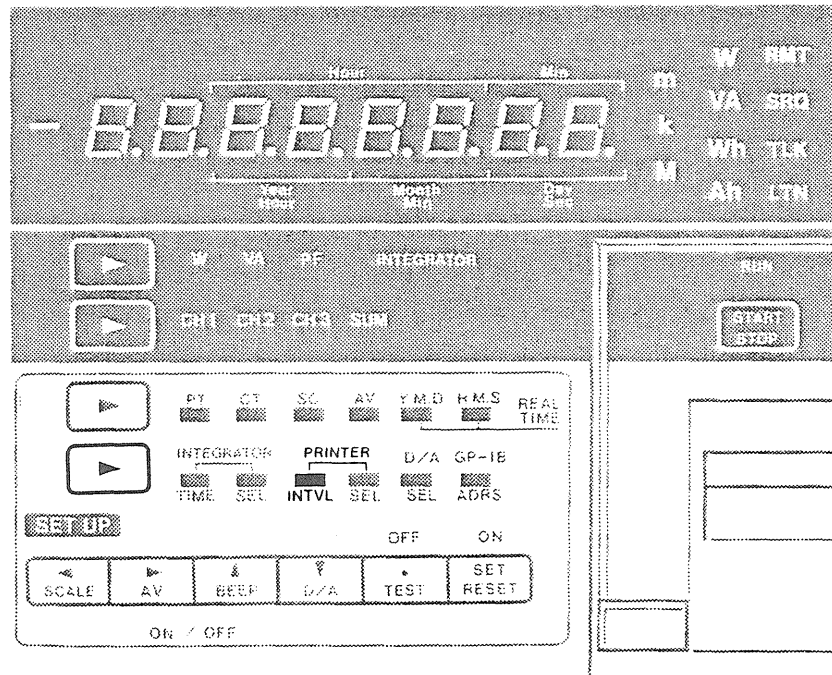 Hour Min
m W RMT
k VA SRQ
M Wh TLK
Ah LTN
Year Month Day
Hour Min Sec
W VA PF INTEGRATOR
RUN
CH1 CH2 CH3 SUM
START
STOP
PT CT SC AV Y.M.D H.M.S REAL
TIME
INTEGRATOR PRINTER D/A GP-IB
TIME SEL INTVL SEL SEL ADRS
SET UP
OFF ON
SCALE AV BEEP D/A TEST SET
RESET
ON / OFF